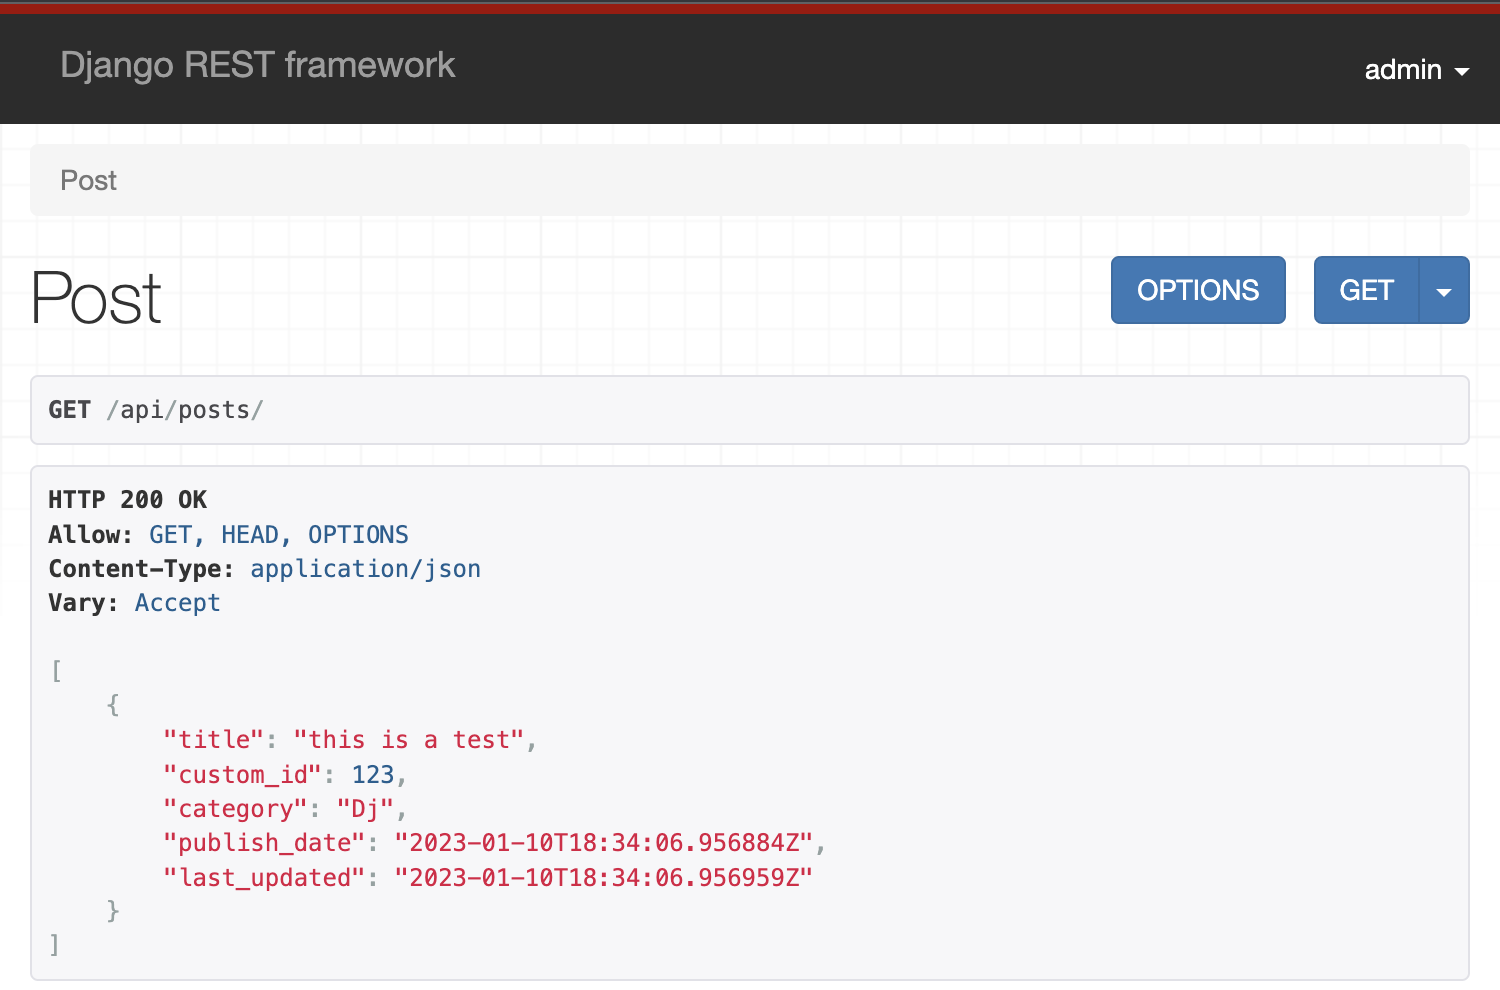 Django REST framework
admin
Post
Post
OPTIONS
GET
GET /api/posts/
HTTP 200 OK
Allow: GET, HEAD, OPTIONS
Content-Type: application/json
Vary: Accept
[
    {
        "title": "this is a test",
        "custom_id": 123,
        "category": "Dj",
        "publish_date": "2023-01-10T18:34:06.956884Z",
        "last_updated": "2023-01-10T18:34:06.956959Z"
    }
]